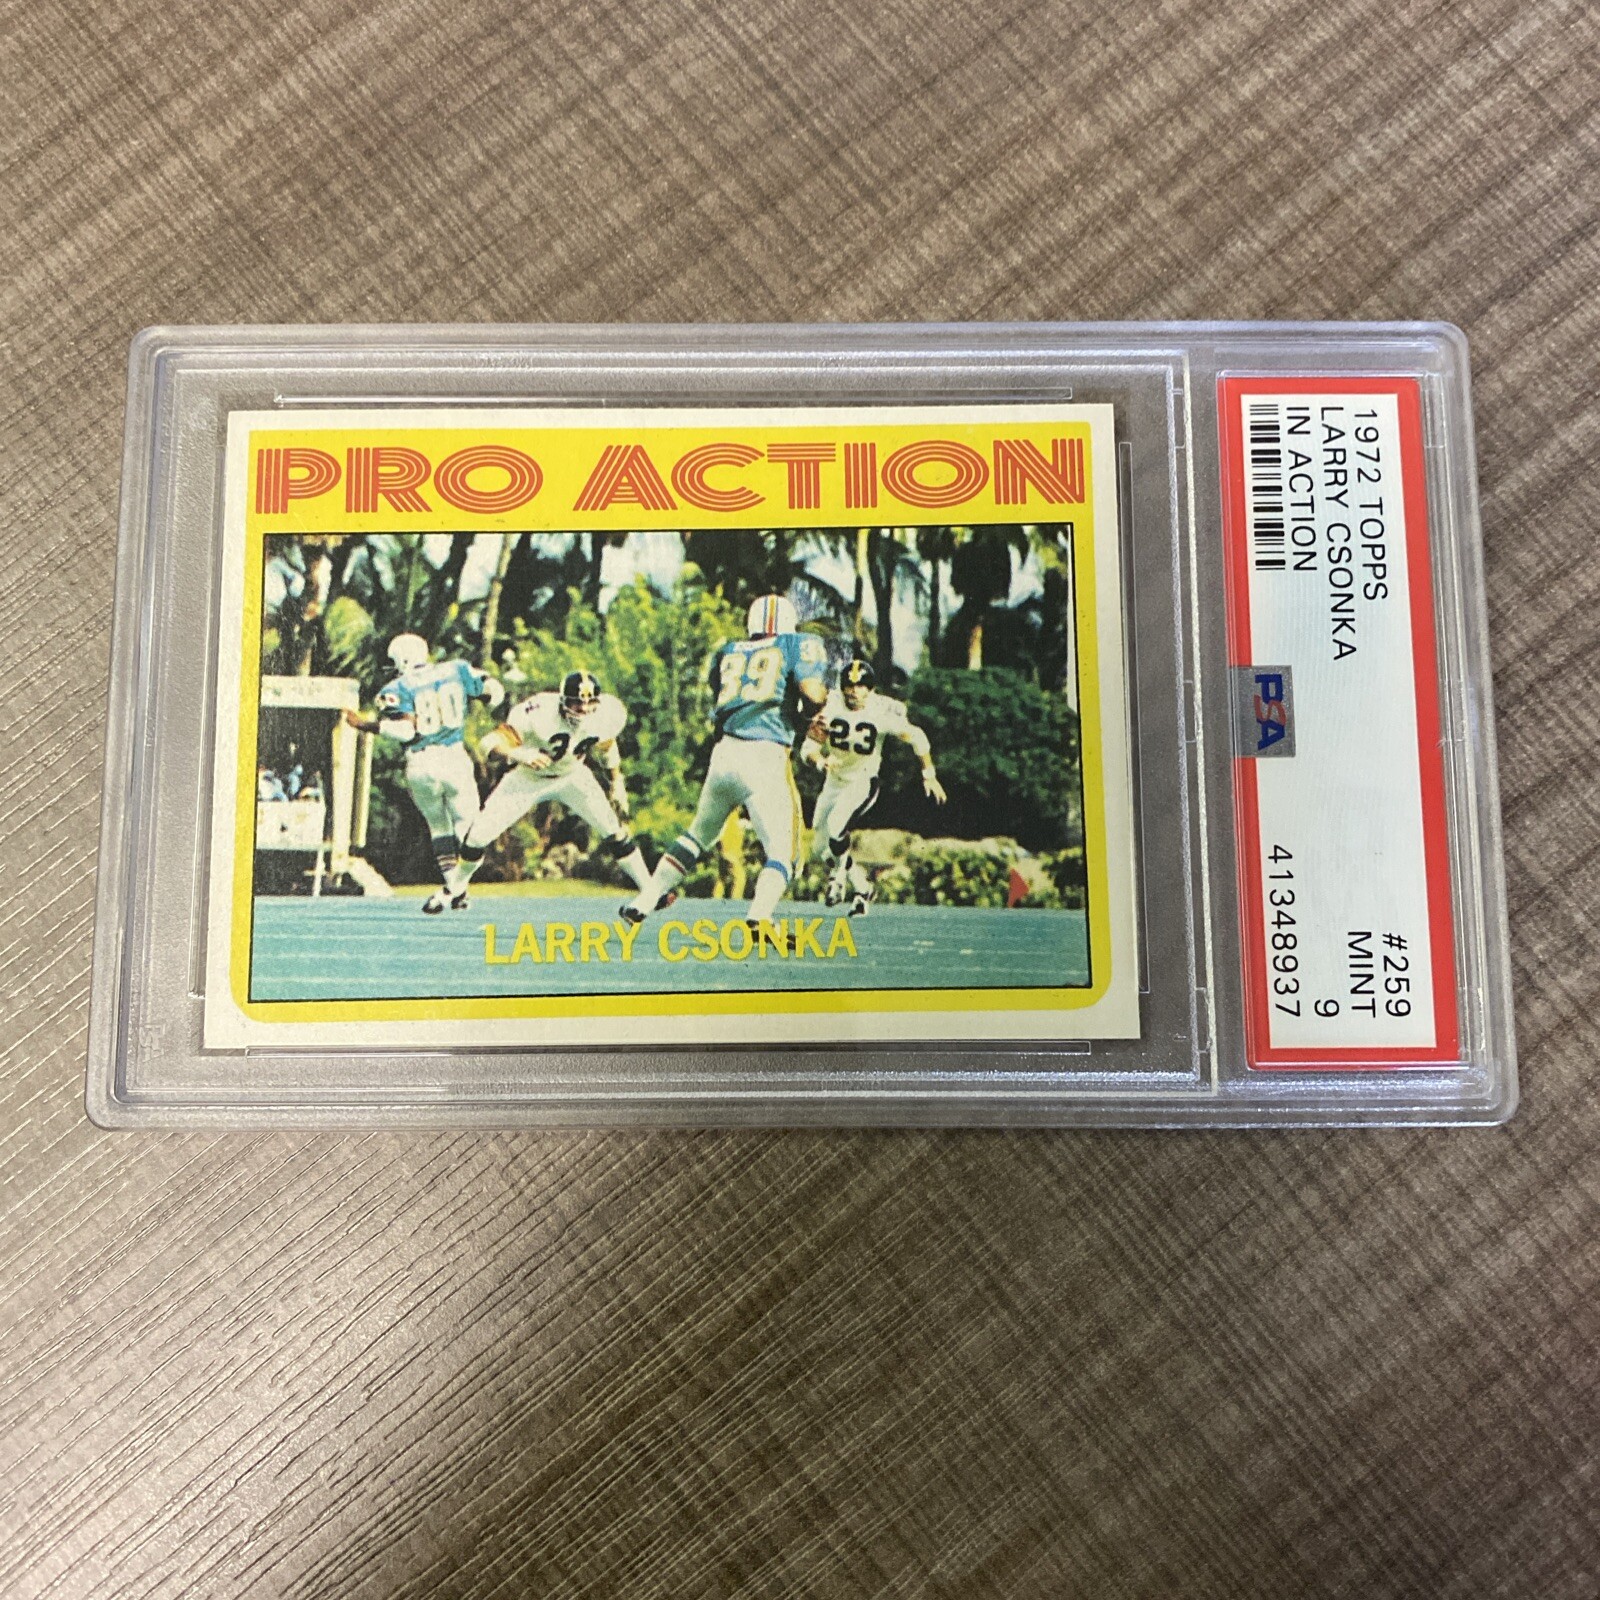 PRO ACTION
80
34
39
23
LARRY CSONKA
1972 TOPPS
LARRY CSONKA
IN ACTION
PSA
#259
MINT
9
41348937